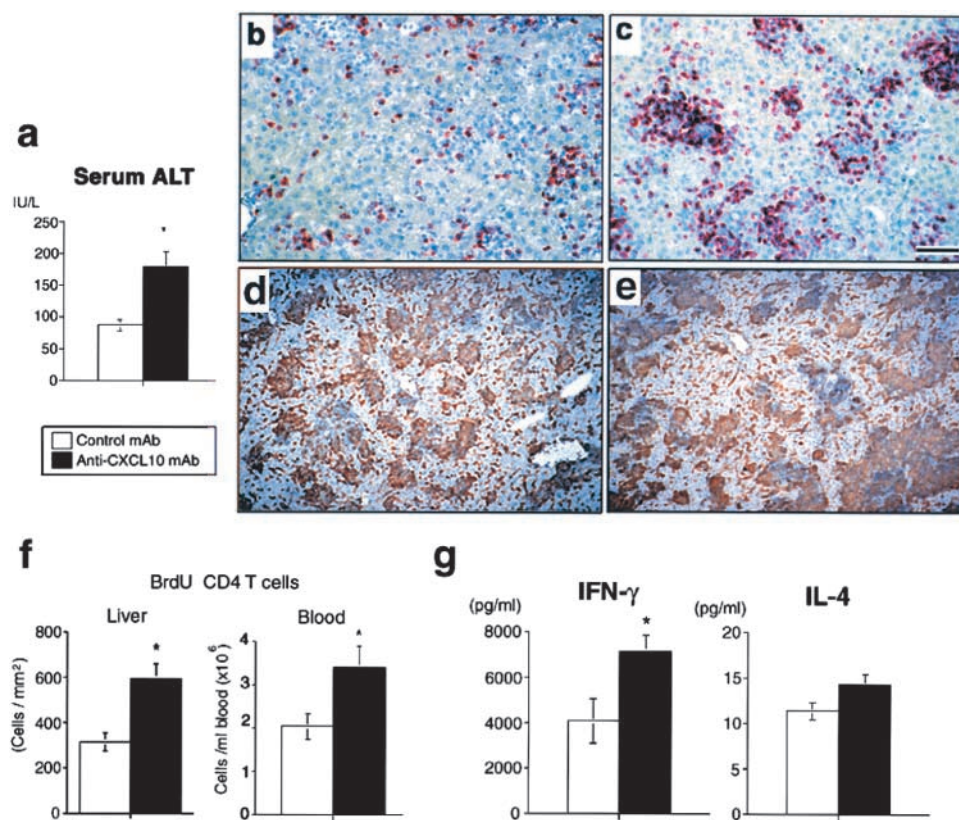 a
Serum ALT
IU/L
250
200
150
100
50
0
*
Control mAb
Anti-CXCL10 mAb
b
c
d
e
f
BrdU CD4 T cells
Liver
(Cells / mm²)
800
600
400
200
0
*
Blood
Cells /ml blood (x10⁶)
4
3
2
1
0
*
g
IFN-γ
(pg/ml)
8000
6000
4000
2000
0
*
IL-4
(pg/ml)
20
15
10
5
0